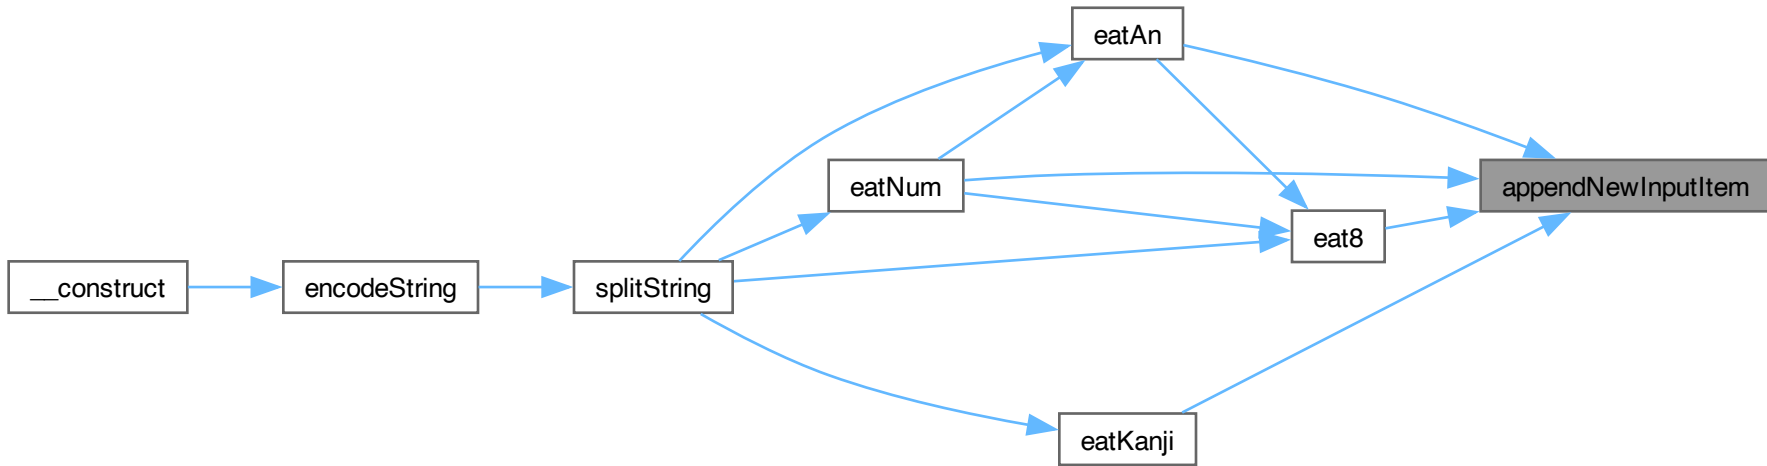 eatAn
eatNum
appendNewInputItem
eat8
__construct
encodeString
splitString
eatKanji